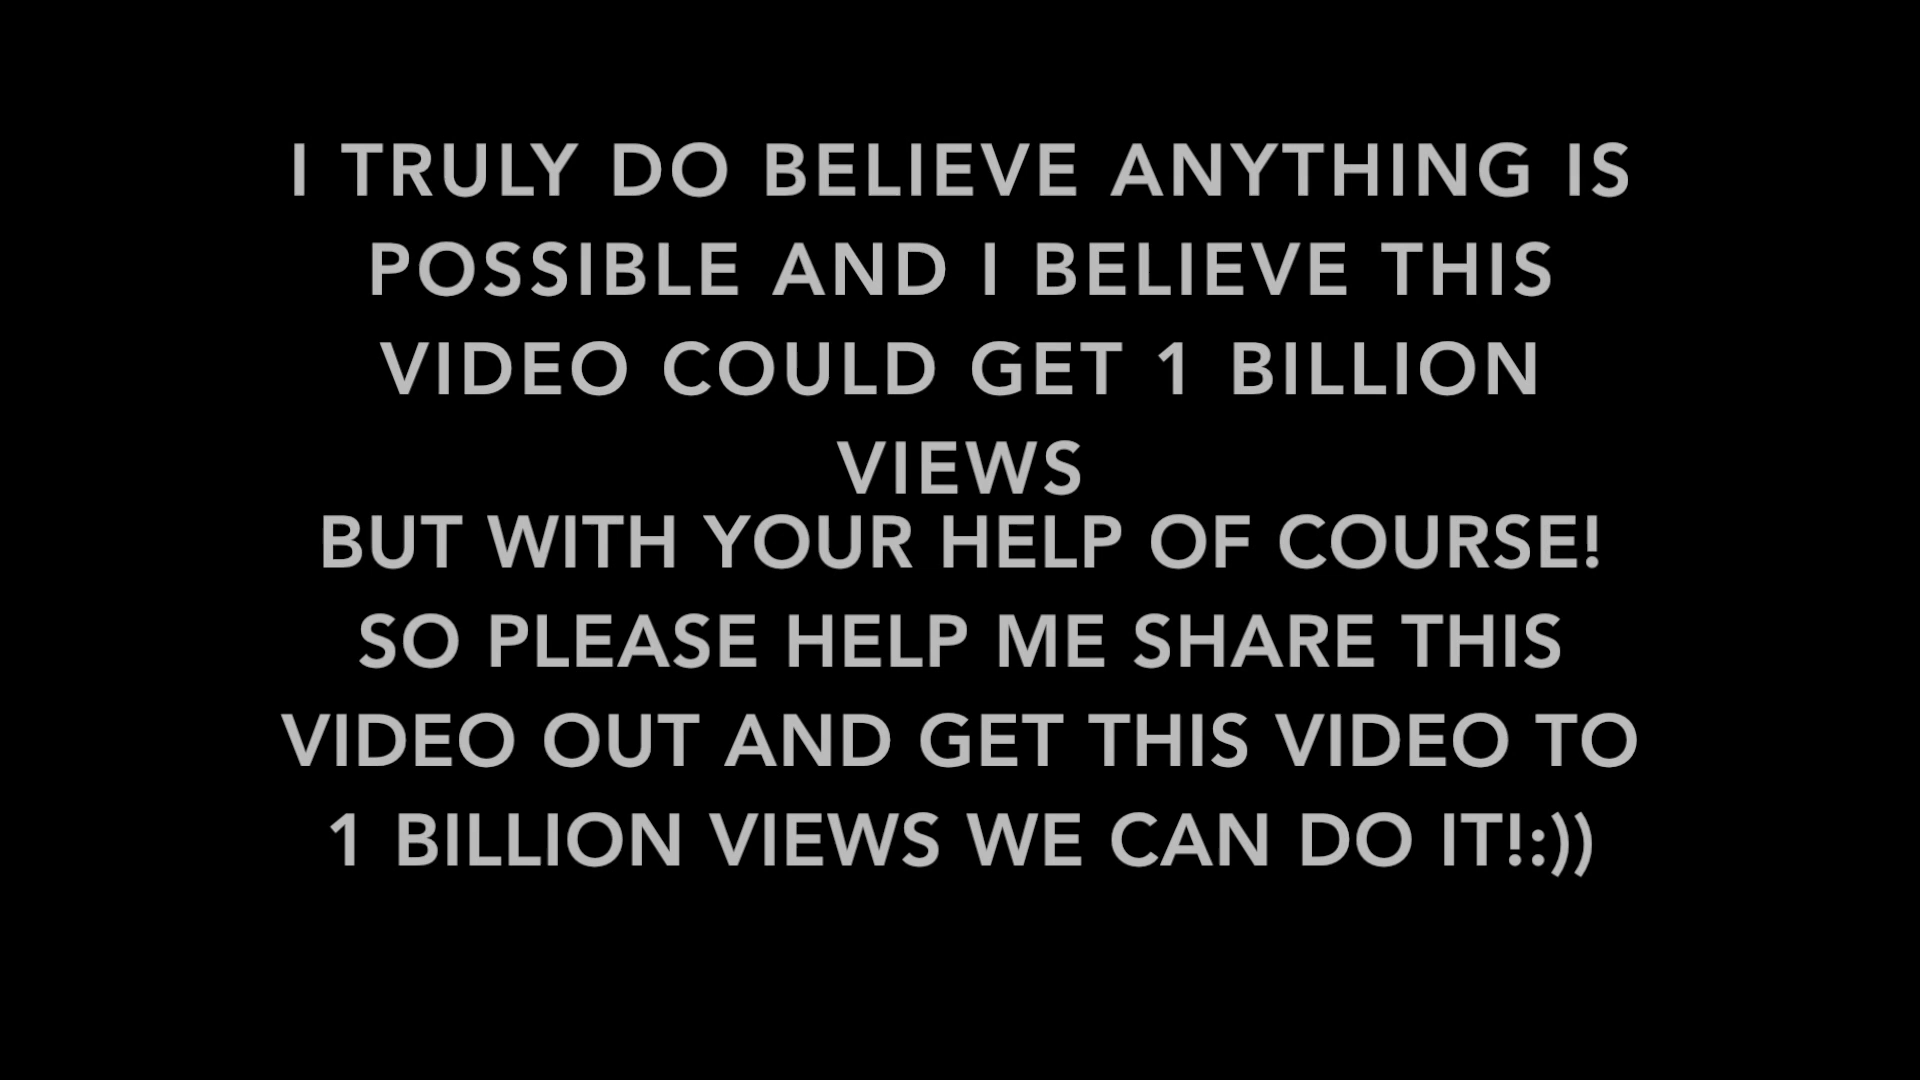 I TRULY DO BELIEVE ANYTHING IS
POSSIBLE AND I BELIEVE THIS
VIDEO COULD GET 1 BILLION
VIEWS
BUT WITH YOUR HELP OF COURSE!
SO PLEASE HELP ME SHARE THIS
VIDEO OUT AND GET THIS VIDEO TO
1 BILLION VIEWS WE CAN DO IT!:))